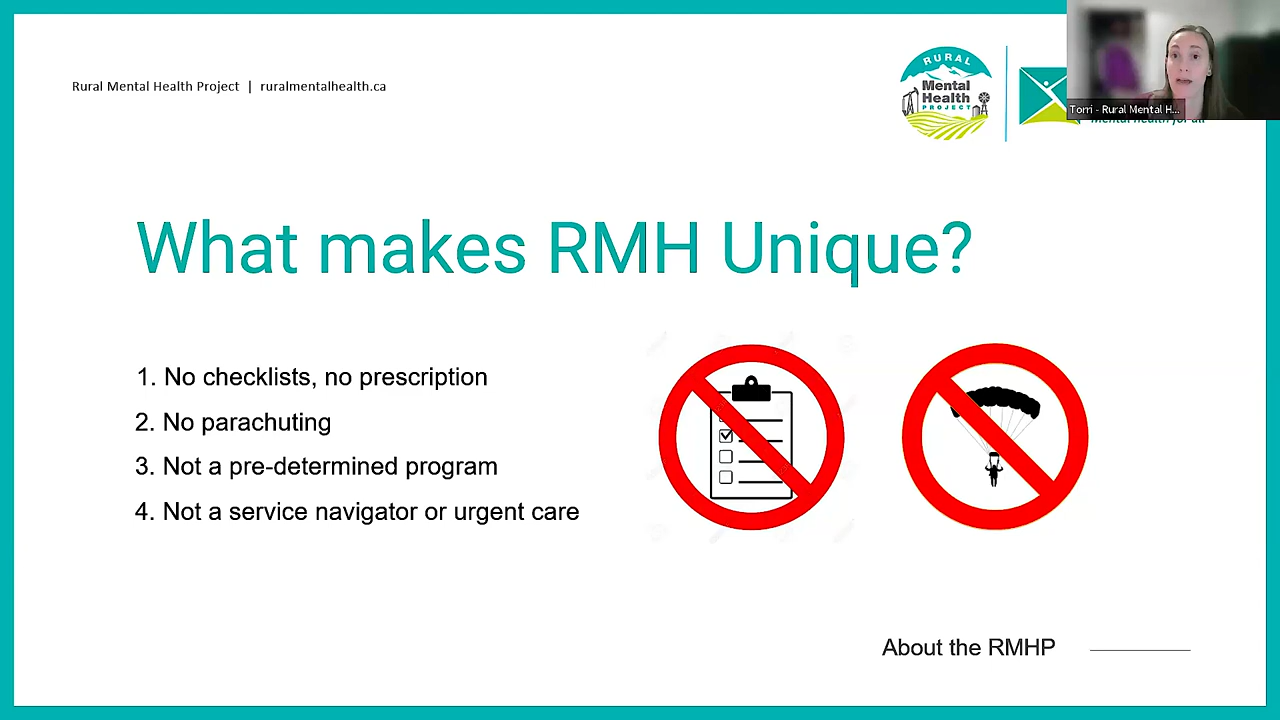 Rural Mental Health Project | ruralmentalhealth.ca
RURAL
Mental
Health
PROJECT
Torri - Rural Mental H...
What makes RMH Unique?
1. No checklists, no prescription
2. No parachuting
3. Not a pre-determined program
4. Not a service navigator or urgent care
About the RMHP